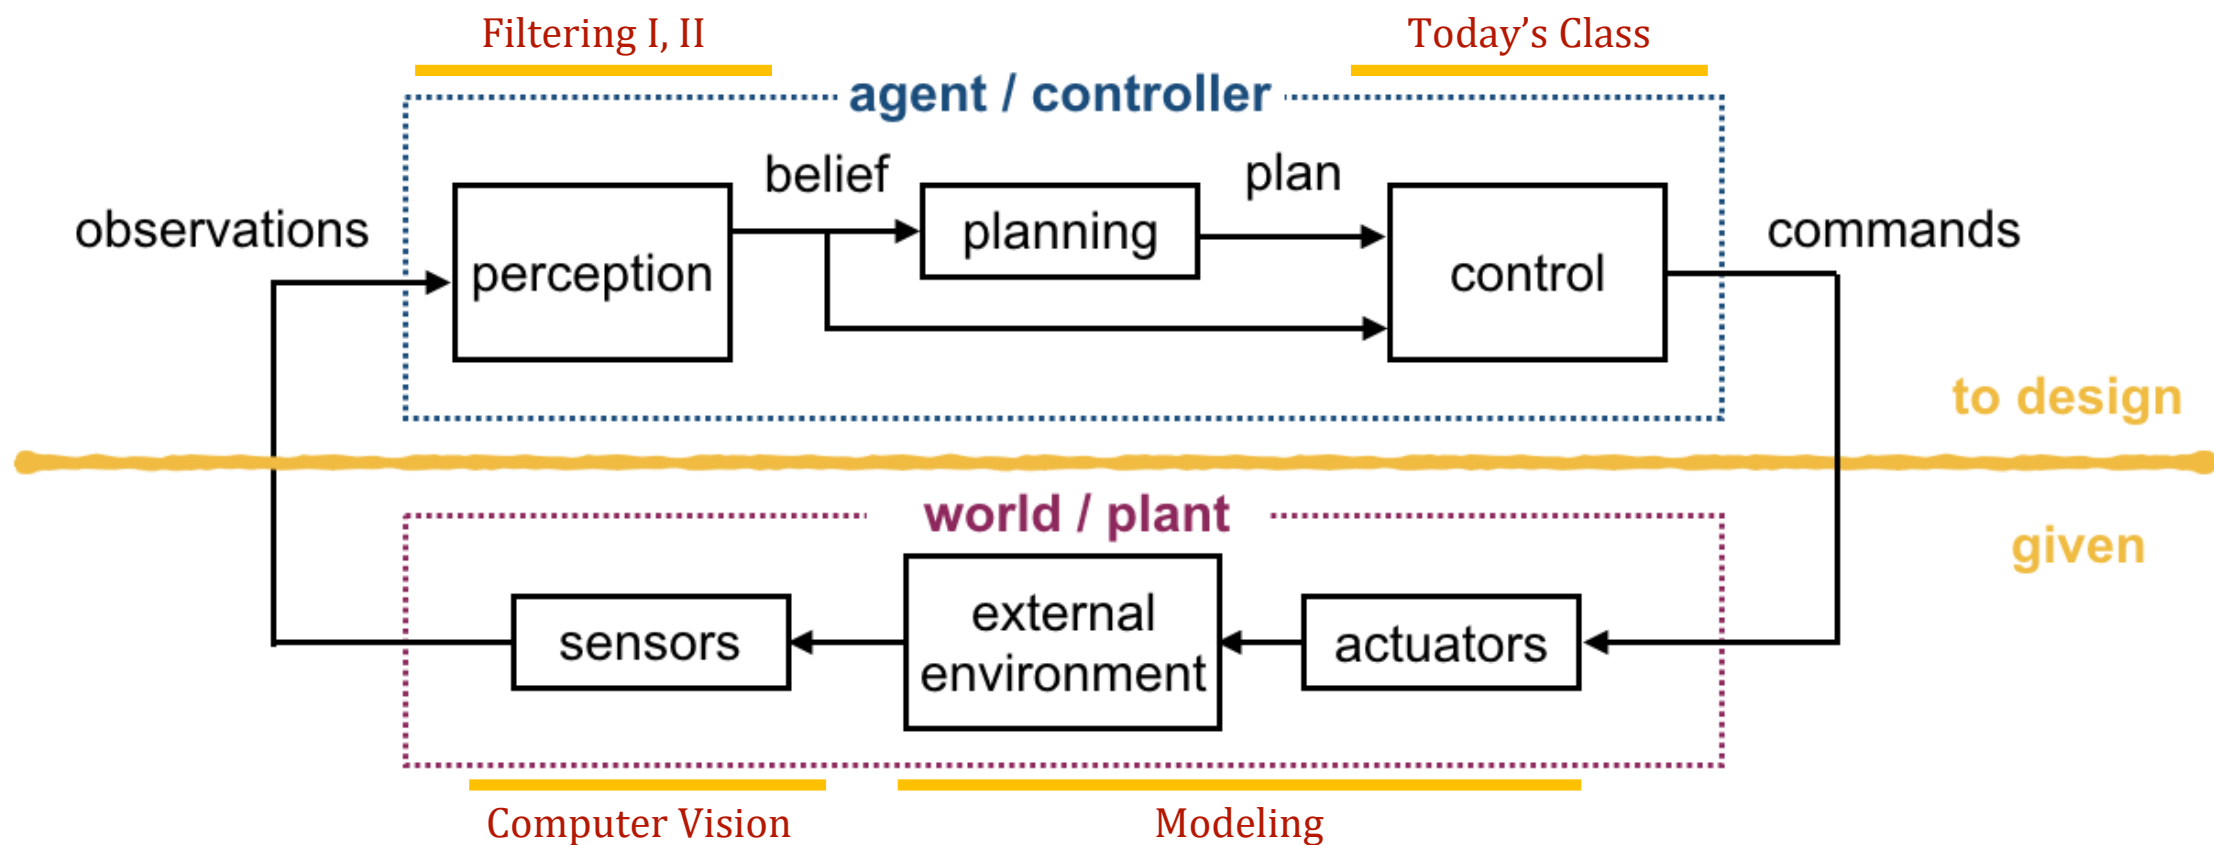 Filtering I, II
Today’s Class
agent / controller
belief
plan
observations
perception
planning
control
commands
to design
world / plant
given
sensors
external
environment
actuators
Computer Vision
Modeling